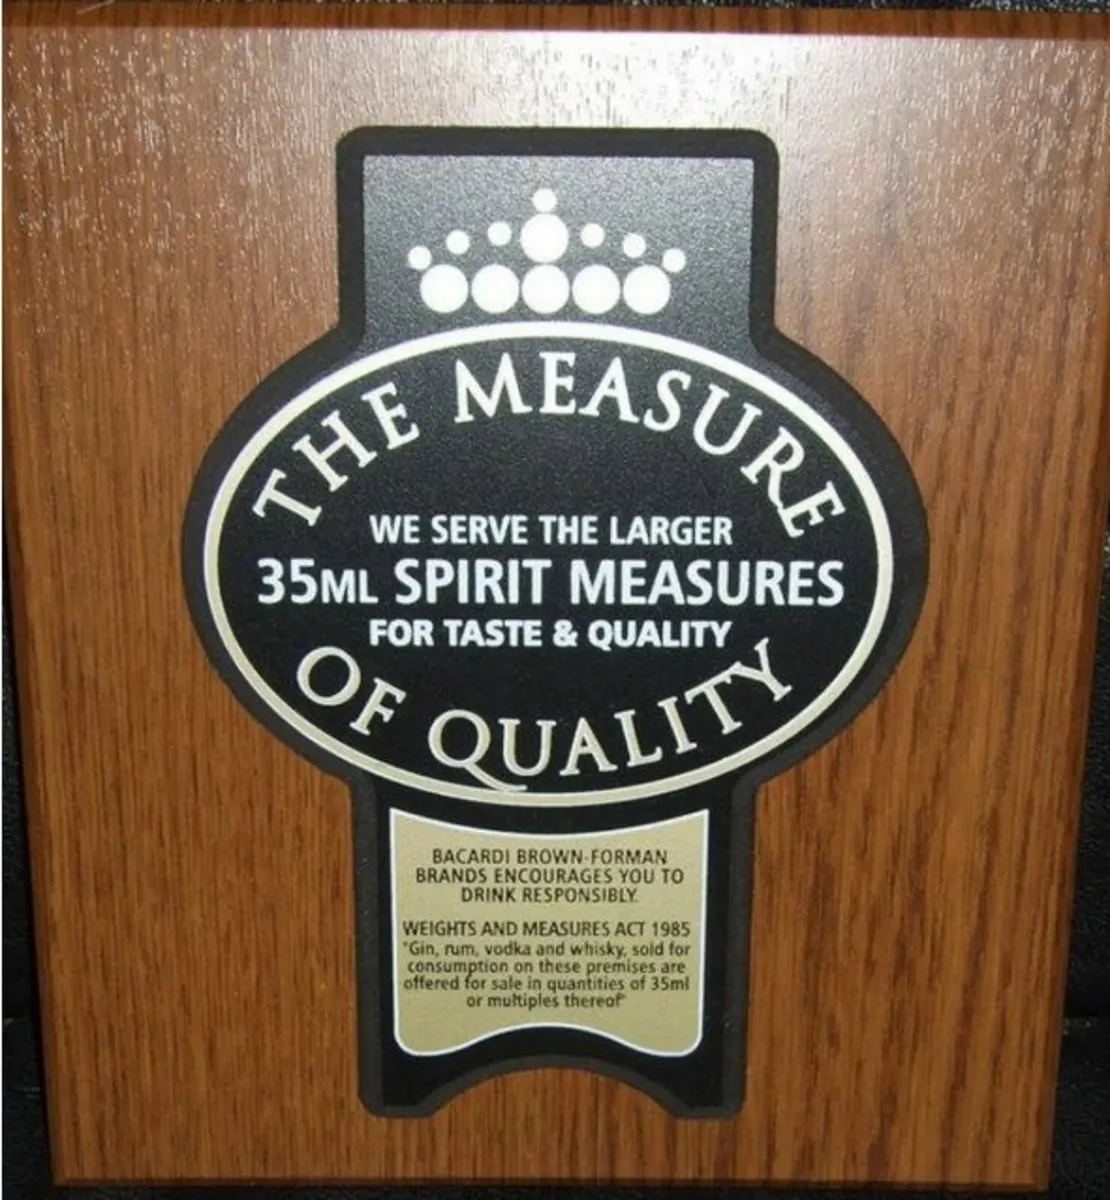 THE MEASURE
WE SERVE THE LARGER
35ML SPIRIT MEASURES
FOR TASTE & QUALITY
OF QUALITY
BACARDI BROWN-FORMAN
BRANDS ENCOURAGES YOU TO
DRINK RESPONSIBLY.
WEIGHTS AND MEASURES ACT 1985
"Gin, rum, vodka and whisky, sold for
consumption on these premises are
offered for sale in quantities of 35ml
or multiples thereof"